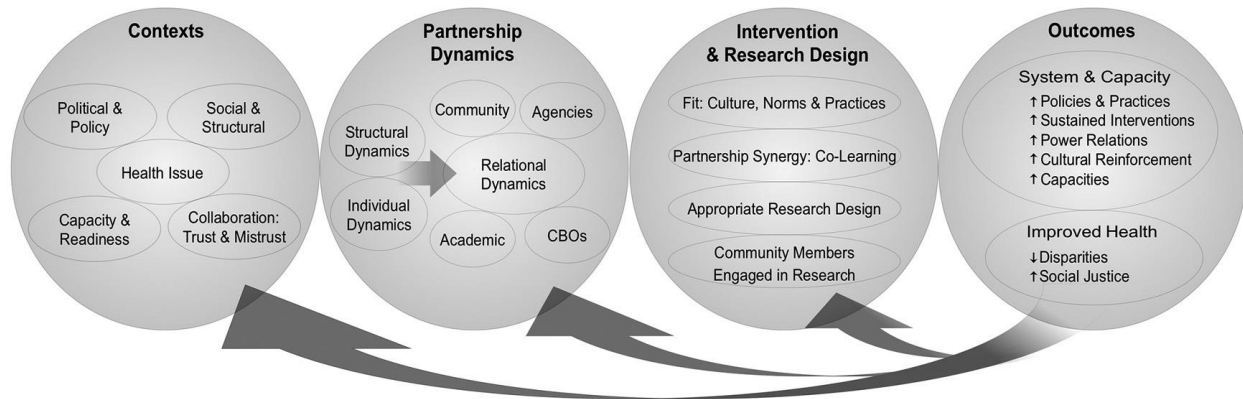 Contexts
Political &
Policy
Social &
Structural
Health Issue
Capacity &
Readiness
Collaboration:
Trust & Mistrust
Partnership
Dynamics
Community
Agencies
Structural
Dynamics
Relational
Dynamics
Individual
Dynamics
Academic
CBOs
Intervention
& Research Design
Fit: Culture, Norms & Practices
Partnership Synergy: Co-Learning
Appropriate Research Design
Community Members
Engaged in Research
Outcomes
System & Capacity
↑Policies & Practices
↑Sustained Interventions
↑Power Relations
↑Cultural Reinforcement
↑Capacities
Improved Health
↓Disparities
↑Social Justice